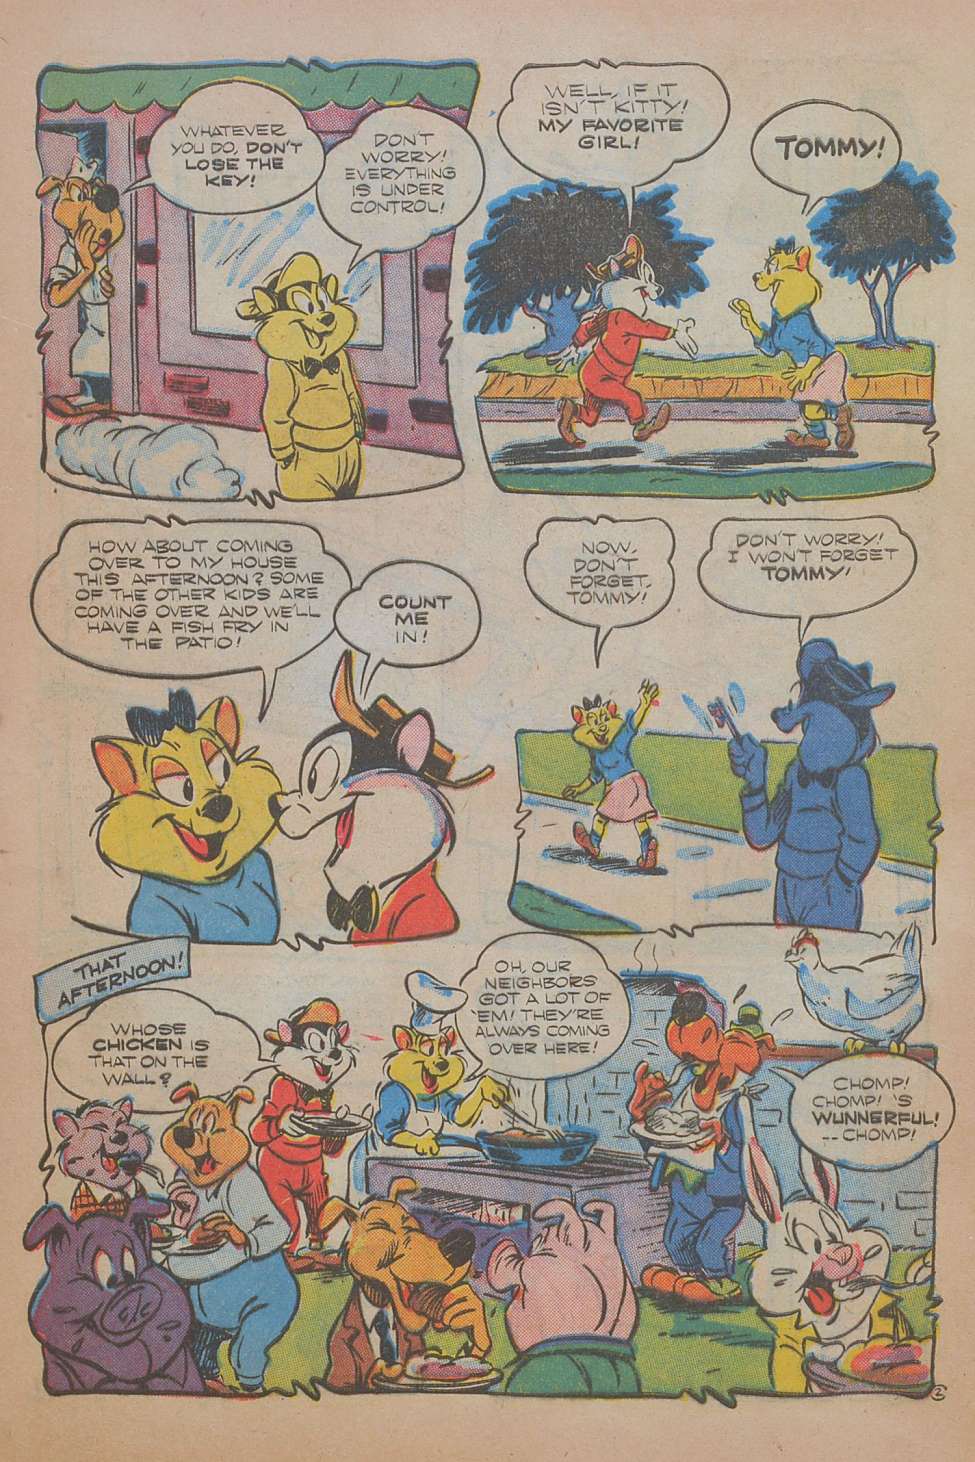 WHATEVER
YOU DO, DON'T
LOSE THE
KEY!
DON'T
WORRY!
EVERYTHING
IS UNDER
CONTROL!
WELL, IF IT
ISN'T KITTY!
MY FAVORITE
GIRL!
TOMMY!
HOW ABOUT COMING
OVER TO MY HOUSE
THIS AFTERNOON? SOME
OF THE OTHER KIDS ARE
COMING OVER AND WE'LL
HAVE A FISH FRY IN
THE PATIO!
COUNT
ME
IN!
NOW,
DON'T
FORGET,
TOMMY!
DON'T WORRY!
I WON'T FORGET
TOMMY!
THAT
AFTERNOON!
WHOSE
CHICKEN IS
THAT ON THE
WALL?
OH, OUR
NEIGHBORS
GOT A LOT OF
'EM! THEY'RE
ALWAYS COMING
OVER HERE!
CHOMP!
CHOMP! 'S
WUNNERFUL!
-- CHOMP!
2